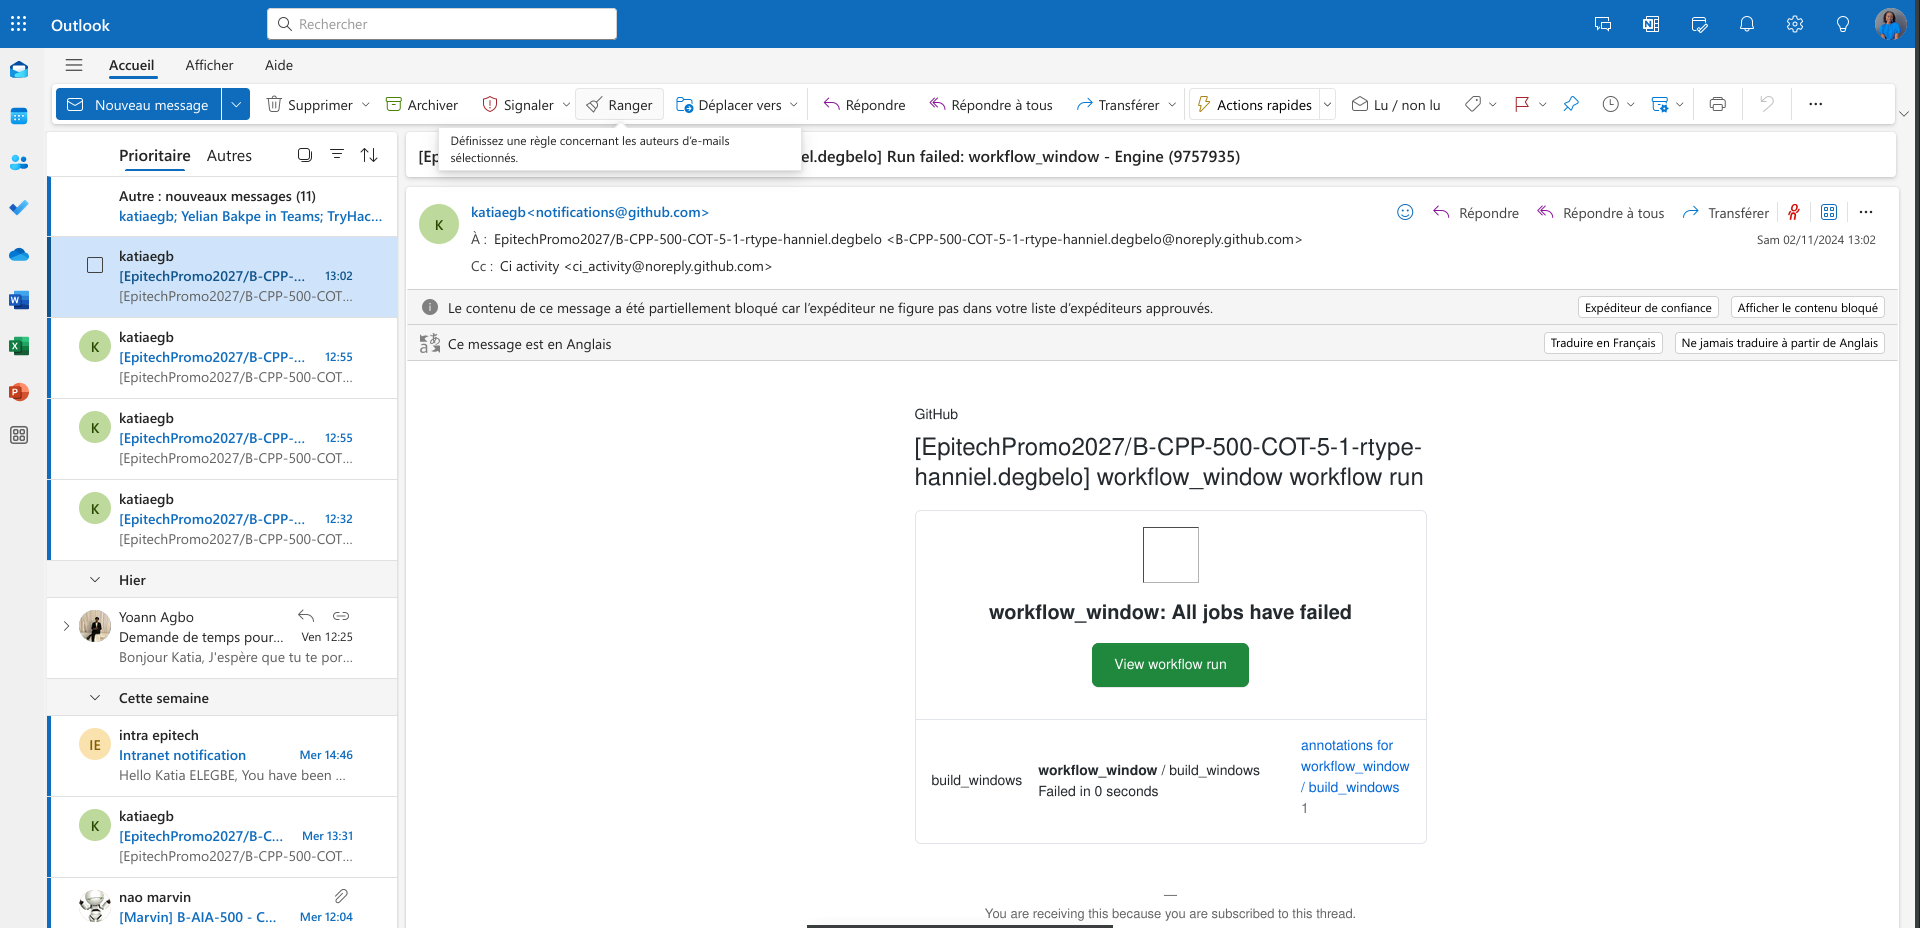 Outlook
Rechercher
Accueil
Afficher
Aide
Nouveau message
Supprimer
Archiver
Signaler
Ranger
Déplacer vers
Répondre
Répondre à tous
Transférer
Actions rapides
Lu / non lu
Définissez une règle concernant les auteurs d'e-mails
sélectionnés.
Prioritaire
Autres
Autre : nouveaux messages (11)
katiaegb; Yelian Bakpe in Teams; TryHac...
katiaegb
[EpitechPromo2027/B-CPP-... 13:02
[EpitechPromo2027/B-CPP-500-COT...
K
katiaegb
[EpitechPromo2027/B-CPP-... 12:55
[EpitechPromo2027/B-CPP-500-COT...
K
katiaegb
[EpitechPromo2027/B-CPP-... 12:55
[EpitechPromo2027/B-CPP-500-COT...
K
katiaegb
[EpitechPromo2027/B-CPP-... 12:32
[EpitechPromo2027/B-CPP-500-COT...
Hier
Yoann Agbo
Demande de temps pour... Ven 12:25
Bonjour Katia, J'espère que tu te por...
Cette semaine
IE
intra epitech
Intranet notification Mer 14:46
Hello Katia ELEGBE, You have been ...
K
katiaegb
[EpitechPromo2027/B-C... Mer 13:31
[EpitechPromo2027/B-CPP-500-COT...
nao marvin
[Marvin] B-AIA-500 - C... Mer 12:04
[Ep el.degbelo] Run failed: workflow_window - Engine (9757935)
K
katiaegb<notifications@github.com>
Répondre
Répondre à tous
Transférer
À : EpitechPromo2027/B-CPP-500-COT-5-1-rtype-hanniel.degbelo <B-CPP-500-COT-5-1-rtype-hanniel.degbelo@noreply.github.com>
Sam 02/11/2024 13:02
Cc : Ci activity <ci_activity@noreply.github.com>
Le contenu de ce message a été partiellement bloqué car l'expéditeur ne figure pas dans votre liste d'expéditeurs approuvés.
Expéditeur de confiance
Afficher le contenu bloqué
Ce message est en Anglais
Traduire en Français
Ne jamais traduire à partir de Anglais
GitHub
[EpitechPromo2027/B-CPP-500-COT-5-1-rtype-
hanniel.degbelo] workflow_window workflow run
workflow_window: All jobs have failed
View workflow run
build_windows
workflow_window / build_windows
Failed in 0 seconds
annotations for
workflow_window
/ build_windows
1
—
You are receiving this because you are subscribed to this thread.